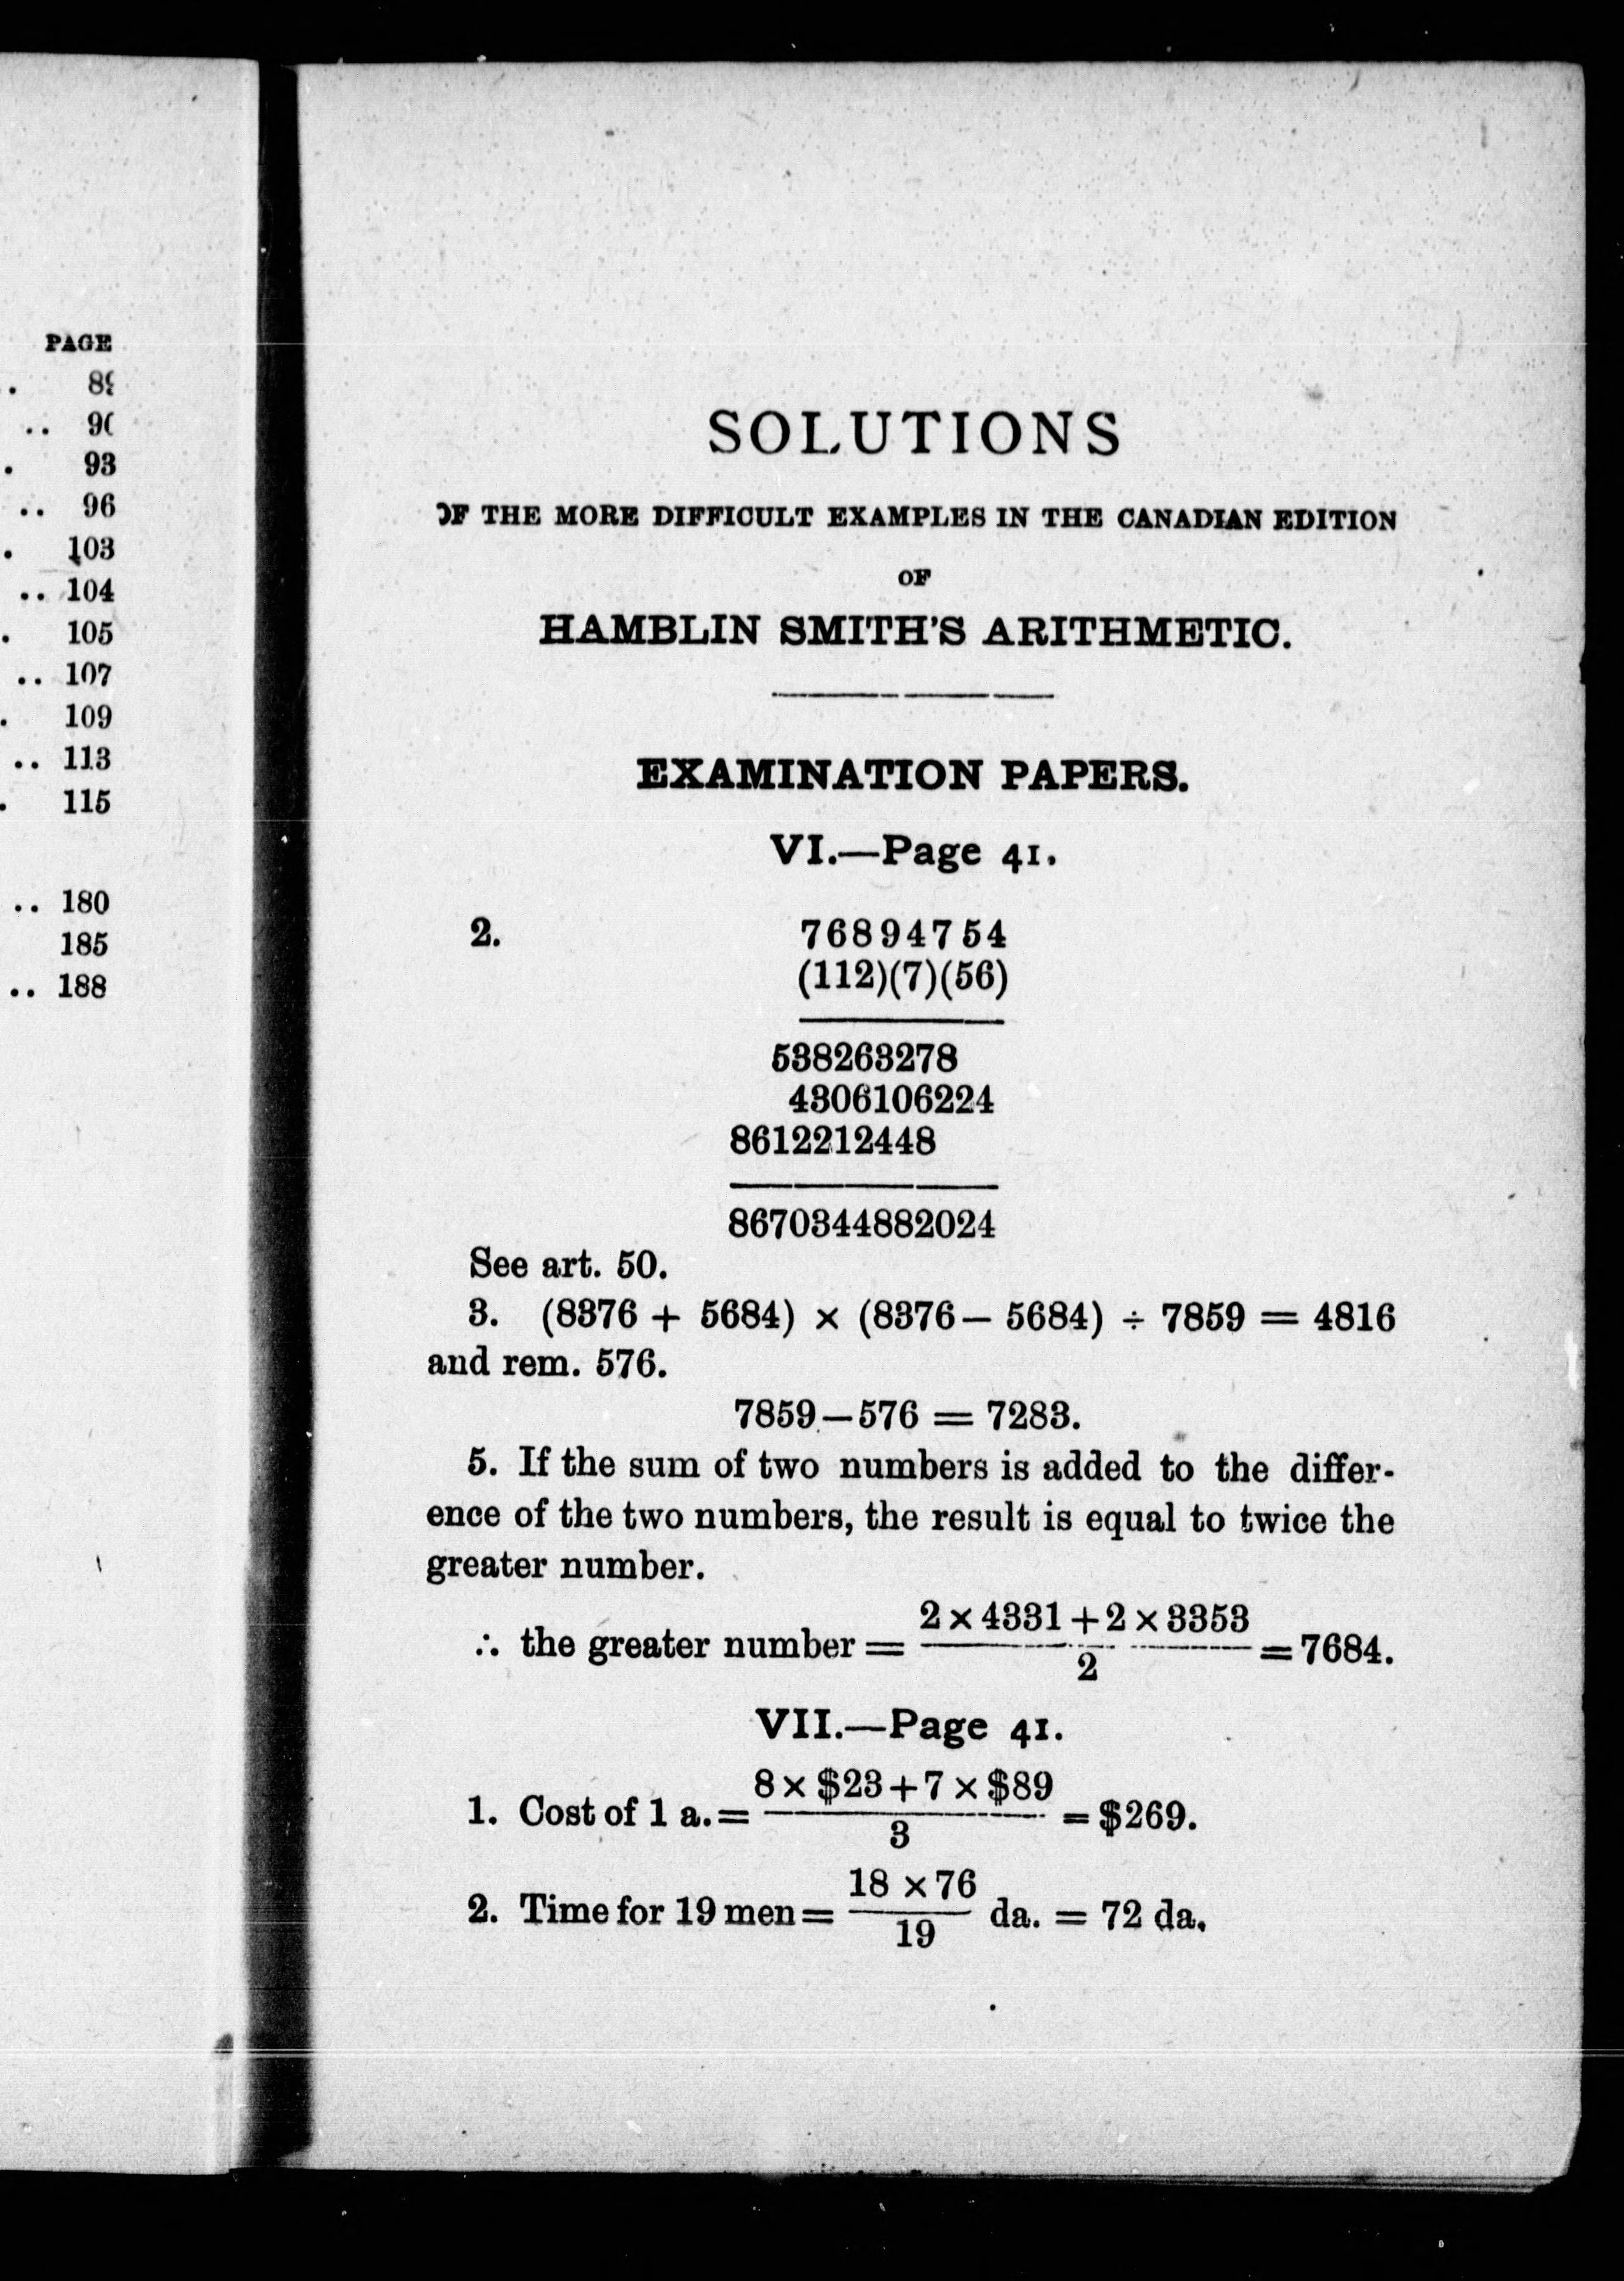 PAGE
93
.. 96
. 103
.. 104
. 105
.. 107
. 109
.. 113
. 115
.. 180
185
.. 188
SOLUTIONS
OF THE MORE DIFFICULT EXAMPLES IN THE CANADIAN EDITION
OF
HAMBLIN SMITH'S ARITHMETIC.
EXAMINATION PAPERS.
VI.—Page 41.
2. 76894754
(112)(7)(56)
538263278
4306106224
8612212448
8670344882024
See art. 50.
3. (8376 + 5684) × (8376 — 5684) ÷ 7859 = 4816
and rem. 576.
7859—576 = 7283.
5. If the sum of two numbers is added to the differ-
ence of the two numbers, the result is equal to twice the
greater number.
2 × 4331 + 2 × 3353
∴ the greater number = = 7684.
2
VII.—Page 41.
8 × $23 + 7 × $89
1. Cost of 1 a. = = $269.
3
18 × 76
2. Time for 19 men = da. = 72 da.
19